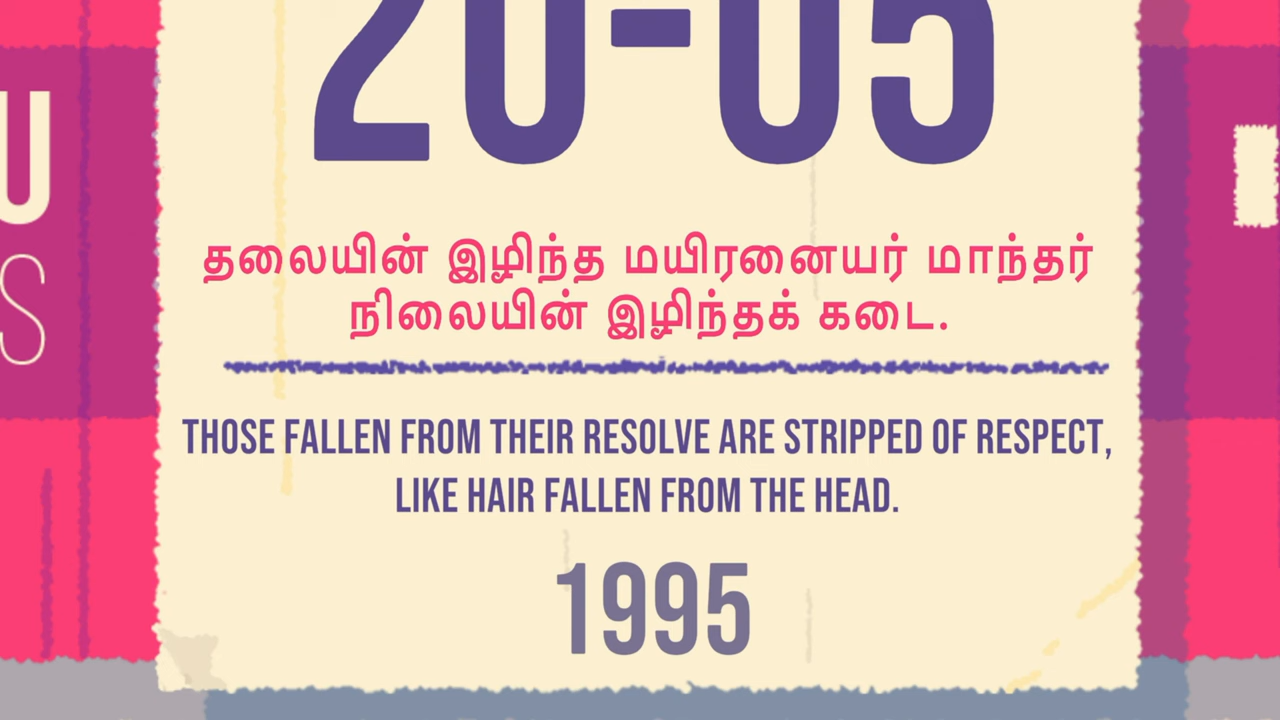 20-05
U
S
தலையின் இழிந்த மயிரனையர் மாந்தர்
நிலையின் இழிந்தக் கடை.
THOSE FALLEN FROM THEIR RESOLVE ARE STRIPPED OF RESPECT,
LIKE HAIR FALLEN FROM THE HEAD.
1995